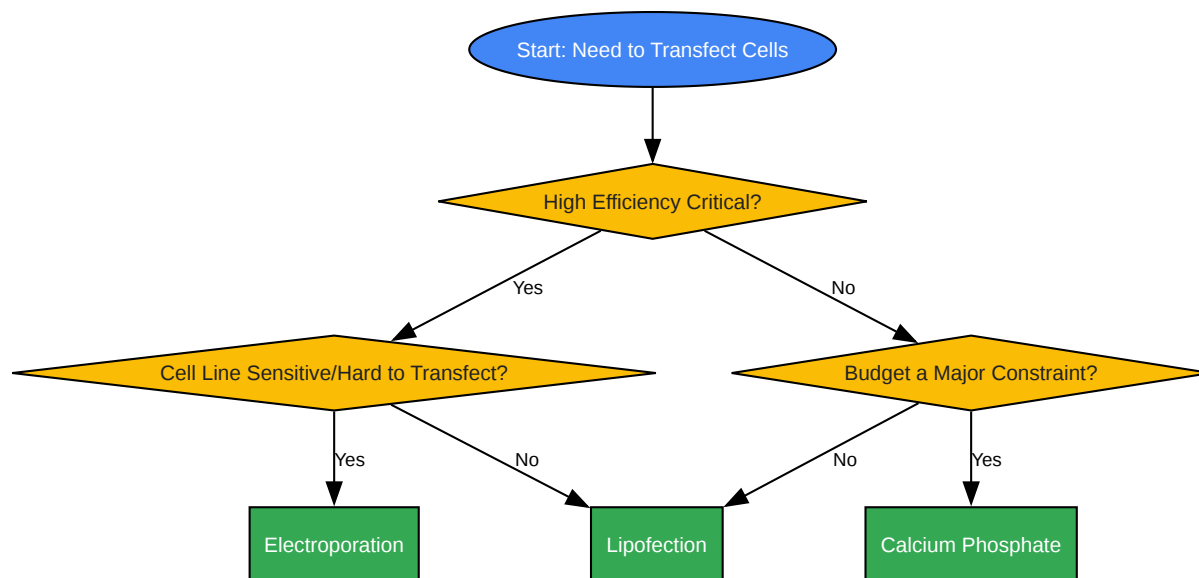 Start: Need to Transfect Cells
High Efficiency Critical?
Yes
No
Cell Line Sensitive/Hard to Transfect?
Budget a Major Constraint?
Yes
No
No
Yes
Electroporation
Lipofection
Calcium Phosphate